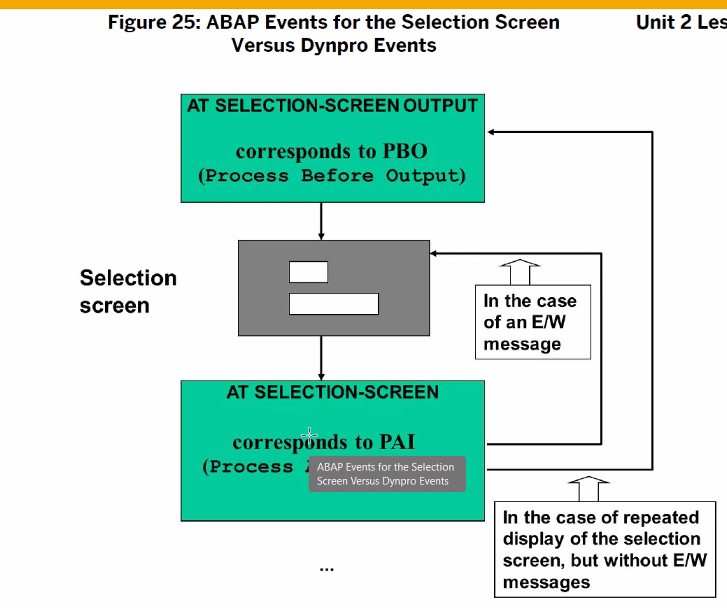 Figure 25: ABAP Events for the Selection Screen
Versus Dynpro Events
Unit 2 Les
AT SELECTION-SCREEN OUTPUT
corresponds to PBO
(Process Before Output)
Selection
screen
In the case
of an E/W
message
AT SELECTION-SCREEN
corresponds to PAI
(Process
ABAP Events for the Selection
Screen Versus Dynpro Events
In the case of repeated
display of the selection
screen, but without E/W
messages
...